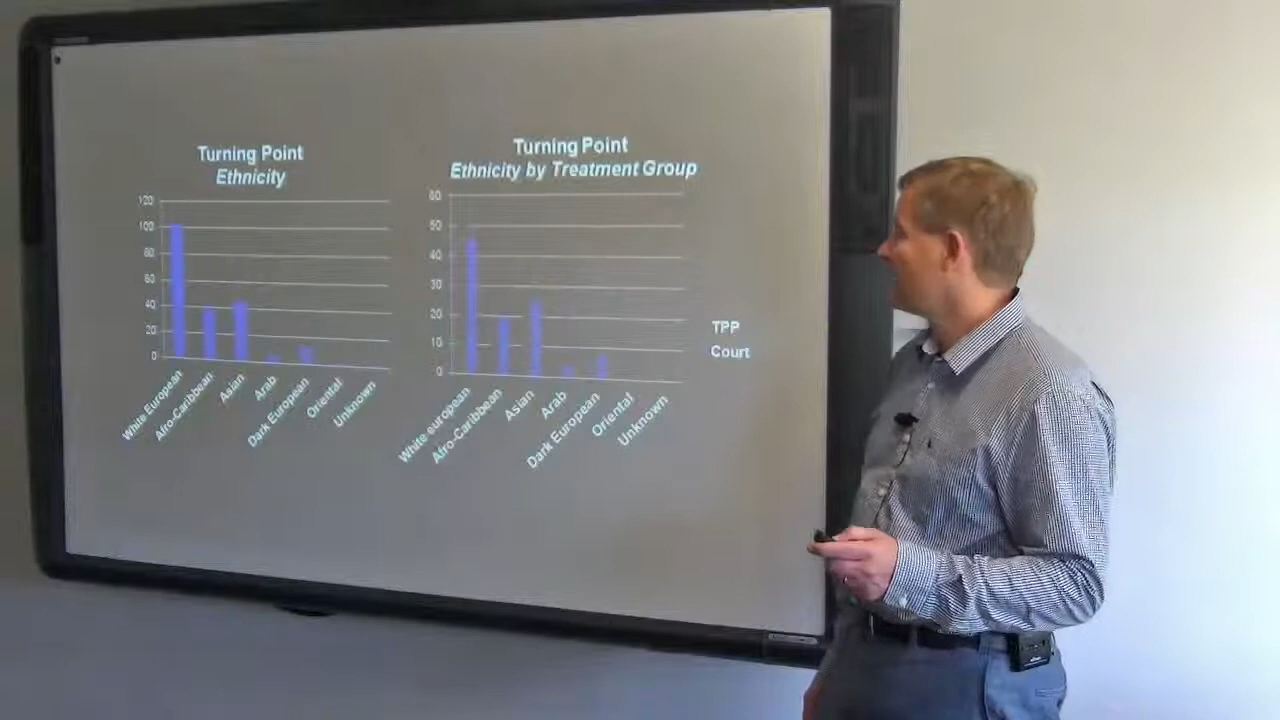 Turning Point
Ethnicity
120
100
80
60
40
20
0
White European
Afro-Caribbean
Asian
Arab
Dark European
Oriental
Unknown
Turning Point
Ethnicity by Treatment Group
60
50
40
30
20
10
0
White european
Afro-Caribbean
Asian
Arab
Dark European
Oriental
Unknown
TPP
Court